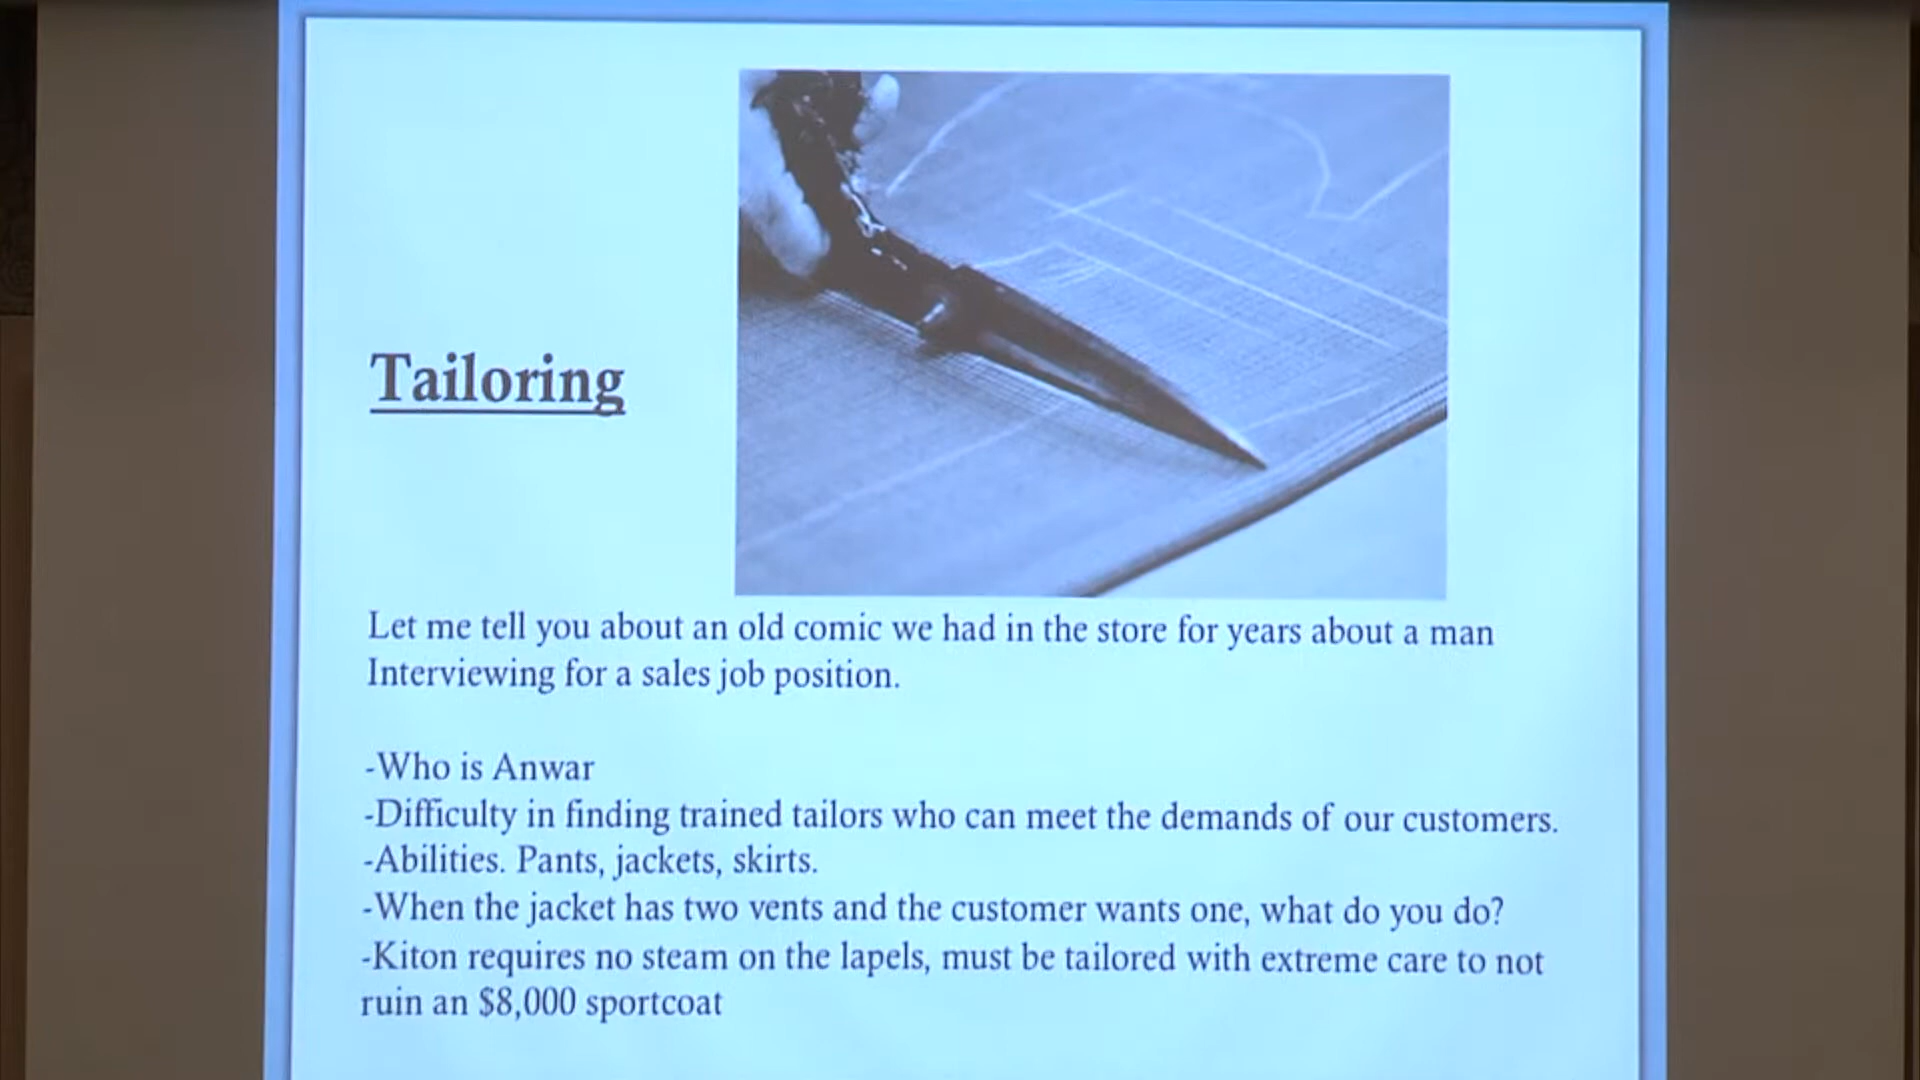 Tailoring
Let me tell you about an old comic we had in the store for years about a man
Interviewing for a sales job position.
-Who is Anwar
-Difficulty in finding trained tailors who can meet the demands of our customers.
-Abilities. Pants, jackets, skirts.
-When the jacket has two vents and the customer wants one, what do you do?
-Kiton requires no steam on the lapels, must be tailored with extreme care to not
ruin an $8,000 sportcoat